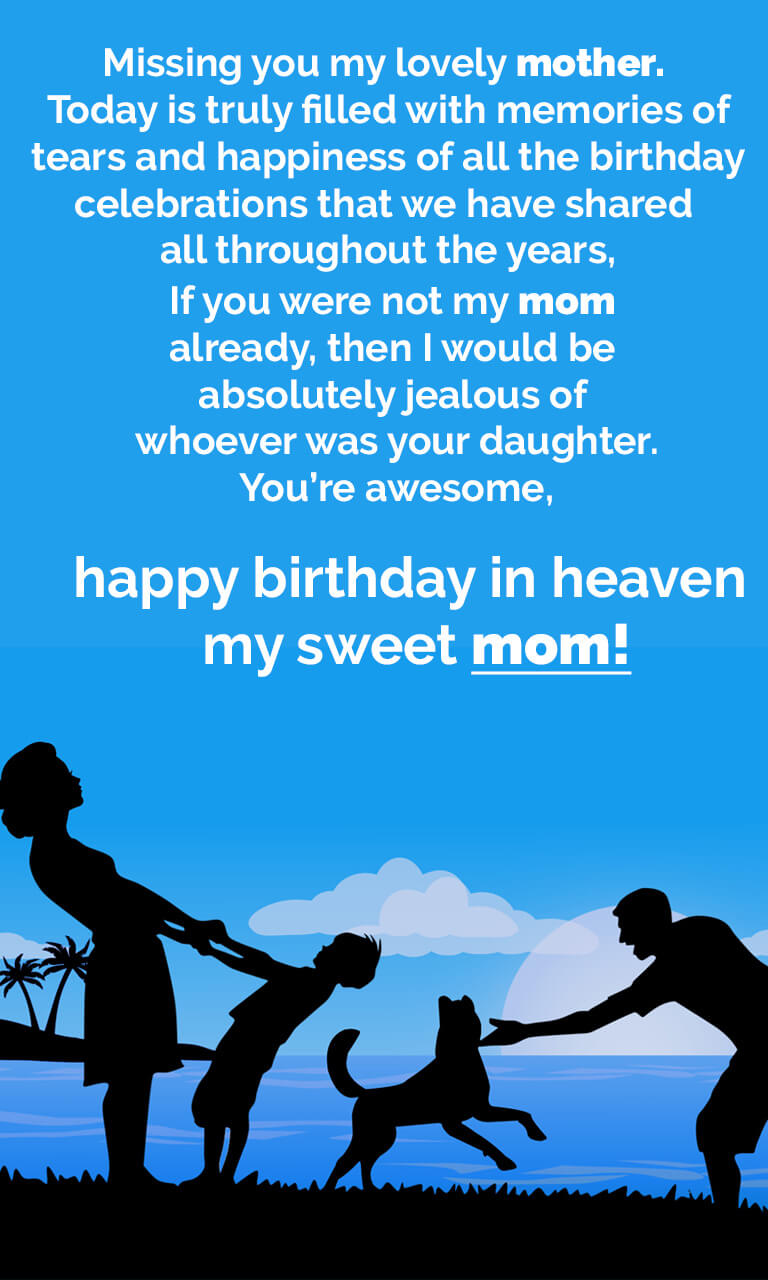 Missing you my lovely mother.
Today is truly filled with memories of
tears and happiness of all the birthday
celebrations that we have shared
all throughout the years,
If you were not my mom
already, then I would be
absolutely jealous of
whoever was your daughter.
You're awesome,
happy birthday in heaven
my sweet mom!